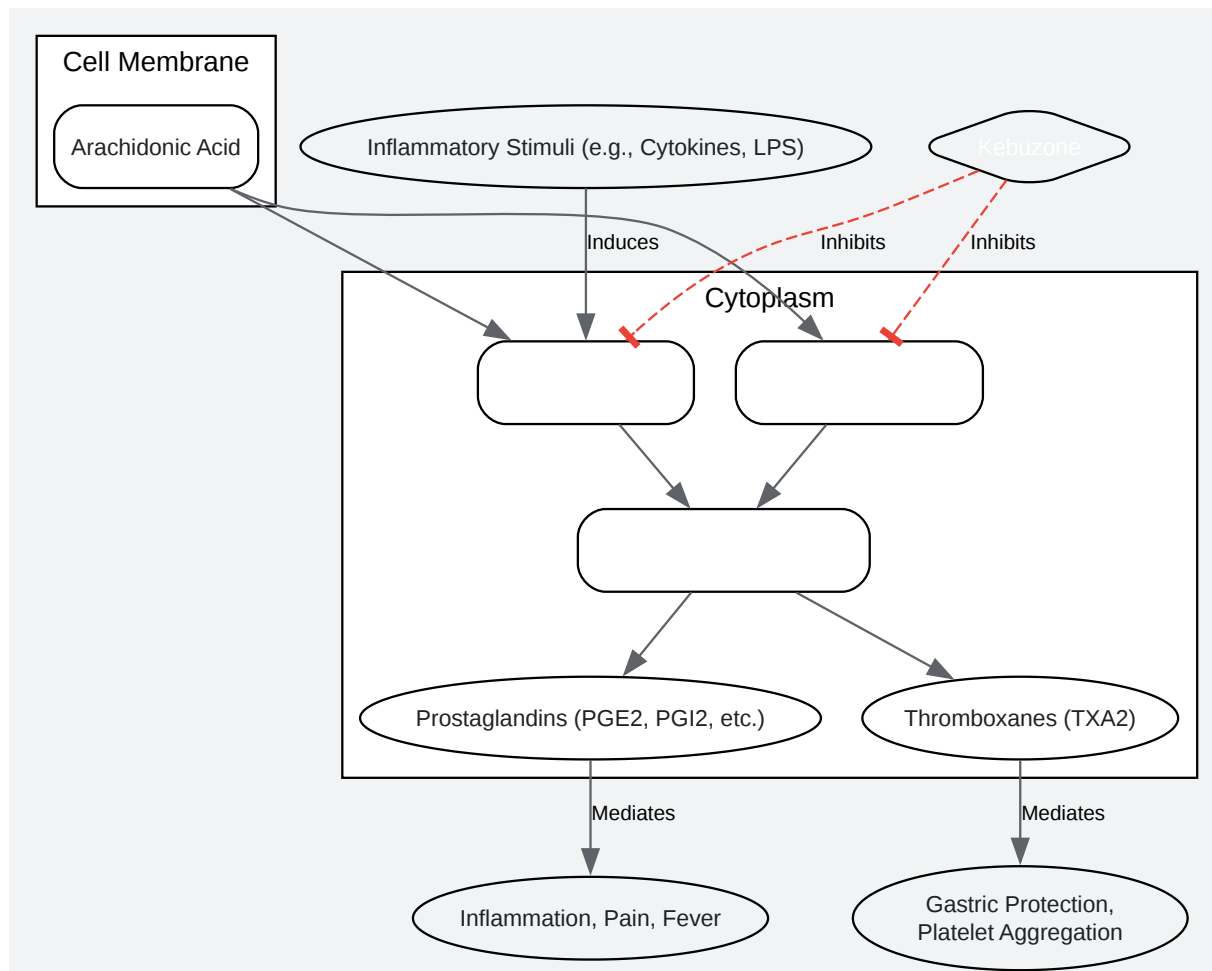 Cell Membrane
Arachidonic Acid
Inflammatory Stimuli (e.g., Cytokines, LPS)
Kebuzone
Induces
Inhibits
Inhibits
Cytoplasm
Prostaglandins (PGE2, PGI2, etc.)
Thromboxanes (TXA2)
Mediates
Mediates
Inflammation, Pain, Fever
Gastric Protection,
Platelet Aggregation